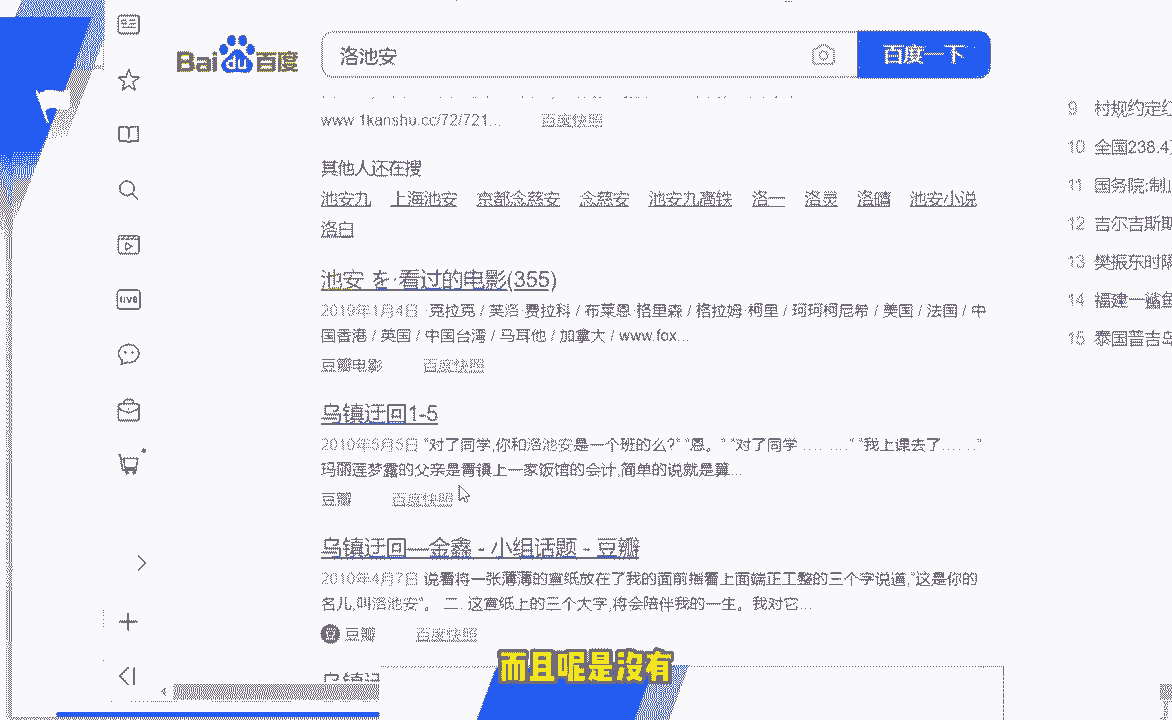 Bai du 百度
洛池安
百度一下
www.1kanshu.cc/72/721... 百度快照
其他人还在搜
池安九 上海池安 京都念慈安 念慈安 池安九离铁 洛一 洛灵 洛晴 池安小说
洛白
池安 を·看过的电影(355)
2019年1月4日 ·克拉克 / 芙洛·费拉科 / 布莱恩·格里森 / 格拉姆·柯里 / 珂珂柯尼希 / 美国 / 法国 / 中
国香港 / 英国 / 中国台湾 / 马耳他 / 加拿大 / www.fox...
豆瓣电影 百度快照
乌镇迂回1-5
2010年5月5日 “对了同学,你和洛池安是一个班的么?” “恩。” “对了同学 ... ... ...” “我上课去了... .. ..”
玛丽莲梦露的父亲是青镇上一家饭馆的会计,简单的说就是算...
豆瓣 百度快照
乌镇迂回—金鑫 - 小组话题 - 豆瓣
2010年4月7日 说着将一张薄薄的宣纸放在了我的面前指着上面端正工整的三个字说道,“这是你的
名儿,叫洛池安”。 二. 这宣纸上的三个大字,将会陪伴我的一生。我对它...
豆瓣 百度快照
9 村规约定红
10 全国238.4
11 国务院:制
12 吉尔吉斯斯
13 樊振东时隔
14 福建一鲨鱼
15 泰国普吉岛
LIVE
而且呢是没有